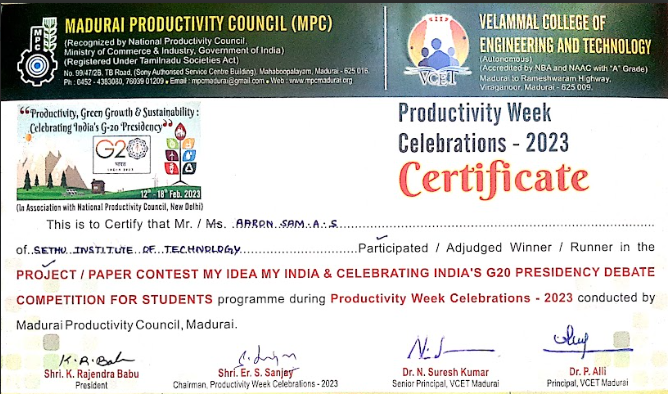 MPC
MADURAI PRODUCTIVITY COUNCIL (MPC)
(Recognized by National Productivity Council,
Ministry of Commerce & Industry, Government of India)
(Registered under Tamilnadu Societies Act)
No. 99/47/2B, TB Road, (Sony Authorised Service Centre Building), Mahaboopalayam, Madurai - 625 016.
Ph : 0452 - 4383080, 76939 01209 • Email : mpcmadurai@gmail.com • Web : www.mpcmadurai.org
VCET
VELAMMAL COLLEGE OF
ENGINEERING AND TECHNOLOGY
(Autonomous)
(Accredited by NBA and NAAC with "A" Grade)
Madurai to Rameshwaram Highway,
Viraganoor, Madurai - 625 009.
“Productivity, Green Growth & Sustainability :
Celebrating India's G-20 Presidency”
G20
भारत
12th - 18th Feb. 2023
(In Association with National Productivity Council, New Delhi)
Productivity Week
Celebrations - 2023
Certificate
This is to Certify that Mr. / Ms. AARON SAM. A. S
of SETHU INSTITUTE OF TECHNOLOGY Participated / Adjudged Winner / Runner in the
PROJECT / PAPER CONTEST MY IDEA MY INDIA & CELEBRATING INDIA'S G20 PRESIDENCY DEBATE
COMPETITION FOR STUDENTS programme during Productivity Week Celebrations - 2023 conducted by
Madurai Productivity Council, Madurai.
K. R. Babu
Shri. K. Rajendra Babu
President
Shri. Er. S. Sanjey
Chairman, Productivity Week Celebrations - 2023
Dr. N. Suresh Kumar
Senior Principal, VCET Madurai
Dr. P. Alli
Principal, VCET Madurai